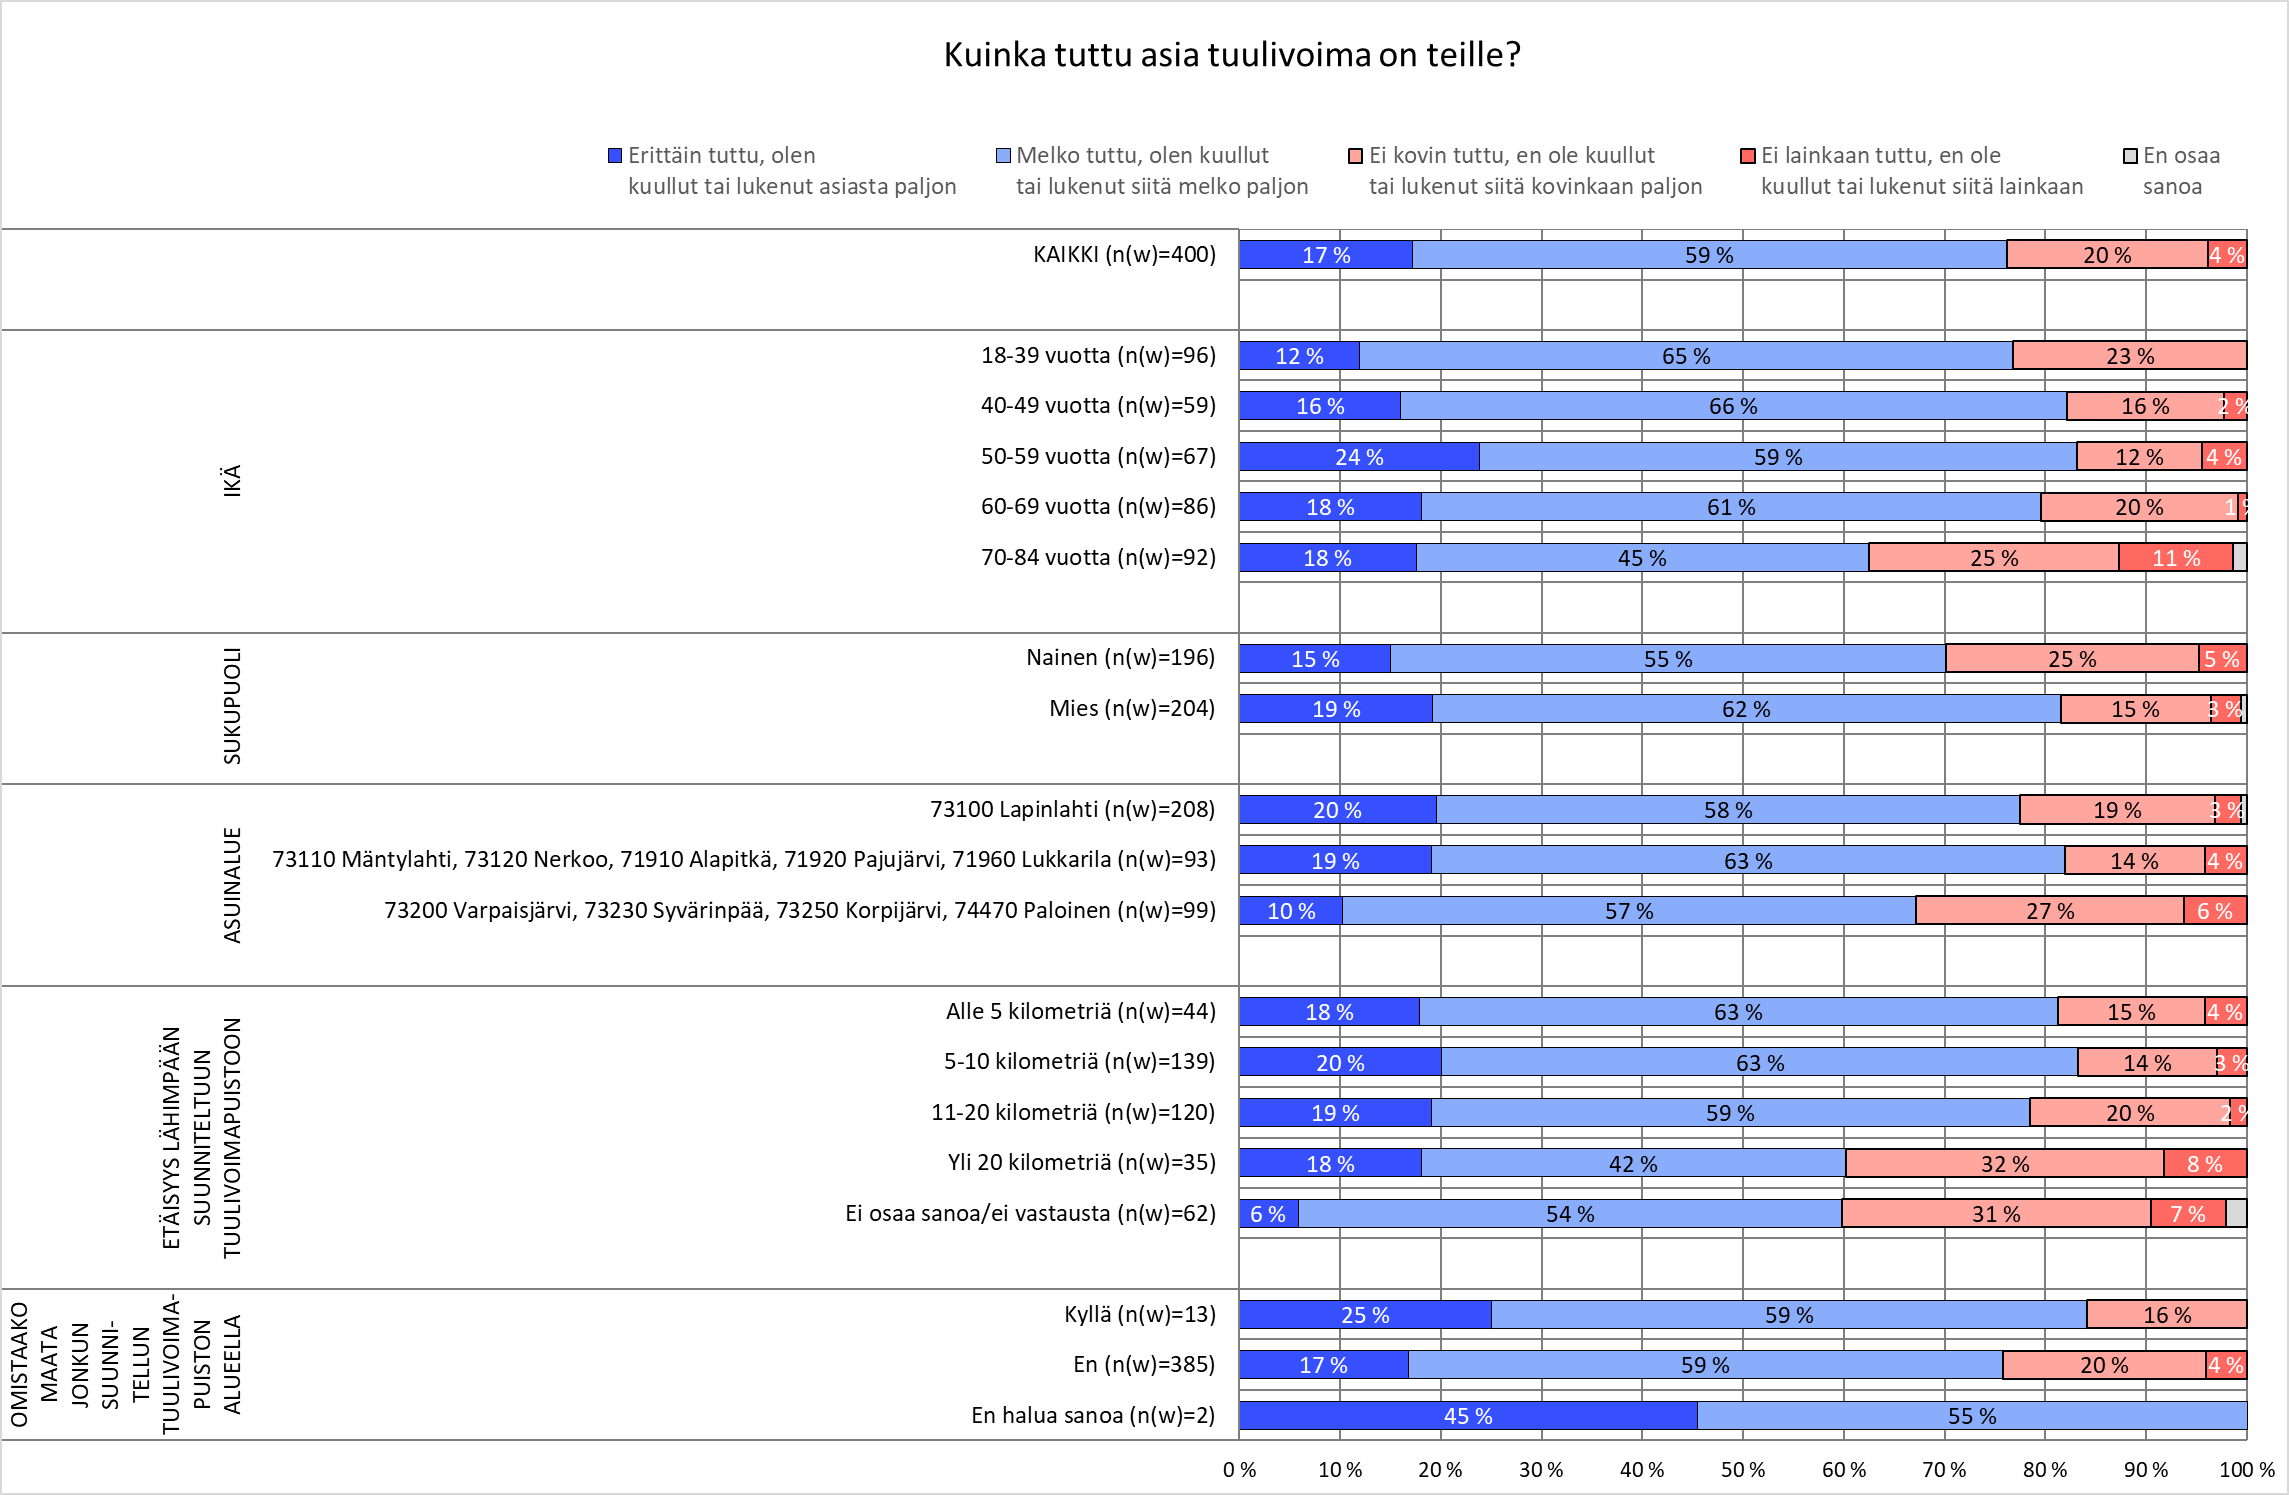 Kuinka tuttu asia tuulivoima on teille?
Erittäin tuttu, olen
kuullut tai lukenut asiasta paljon
Melko tuttu, olen kuullut
tai lukenut siitä melko paljon
Ei kovin tuttu, en ole kuullut
tai lukenut siitä kovinkaan paljon
Ei lainkaan tuttu, en ole
kuullut tai lukenut siitä lainkaan
En osaa
sanoa
KAIKKI (n(w)=400) 17 % 59 % 20 % 4 %
IKÄ
18-39 vuotta (n(w)=96) 12 % 65 % 23 %
40-49 vuotta (n(w)=59) 16 % 66 % 16 % 2 %
50-59 vuotta (n(w)=67) 24 % 59 % 12 % 4 %
60-69 vuotta (n(w)=86) 18 % 61 % 20 % 1 %
70-84 vuotta (n(w)=92) 18 % 45 % 25 % 11 %
SUKUPUOLI
Nainen (n(w)=196) 15 % 55 % 25 % 5 %
Mies (n(w)=204) 19 % 62 % 15 % 3 %
ASUINALUE
73100 Lapinlahti (n(w)=208) 20 % 58 % 19 % 3 %
73110 Mäntylahti, 73120 Nerkoo, 71910 Alapitkä, 71920 Pajujärvi, 71960 Lukkarila (n(w)=93) 19 % 63 % 14 % 4 %
73200 Varpaisjärvi, 73230 Syvärinpää, 73250 Korpijärvi, 74470 Paloinen (n(w)=99) 10 % 57 % 27 % 6 %
ETÄISYYS LÄHIMPÄÄN
SUUNNITELTUUN
TUULIVOIMAPUISTOON
Alle 5 kilometriä (n(w)=44) 18 % 63 % 15 % 4 %
5-10 kilometriä (n(w)=139) 20 % 63 % 14 % 3 %
11-20 kilometriä (n(w)=120) 19 % 59 % 20 % 2 %
Yli 20 kilometriä (n(w)=35) 18 % 42 % 32 % 8 %
Ei osaa sanoa/ei vastausta (n(w)=62) 6 % 54 % 31 % 7 %
OMISTAAKO
MAATA
JONKUN
SUUNNI-
TELLUN
TUULIVOIMA-
PUISTON
ALUEELLA
Kyllä (n(w)=13) 25 % 59 % 16 %
En (n(w)=385) 17 % 59 % 20 % 4 %
En halua sanoa (n(w)=2) 45 % 55 %
0 % 10 % 20 % 30 % 40 % 50 % 60 % 70 % 80 % 90 % 100 %